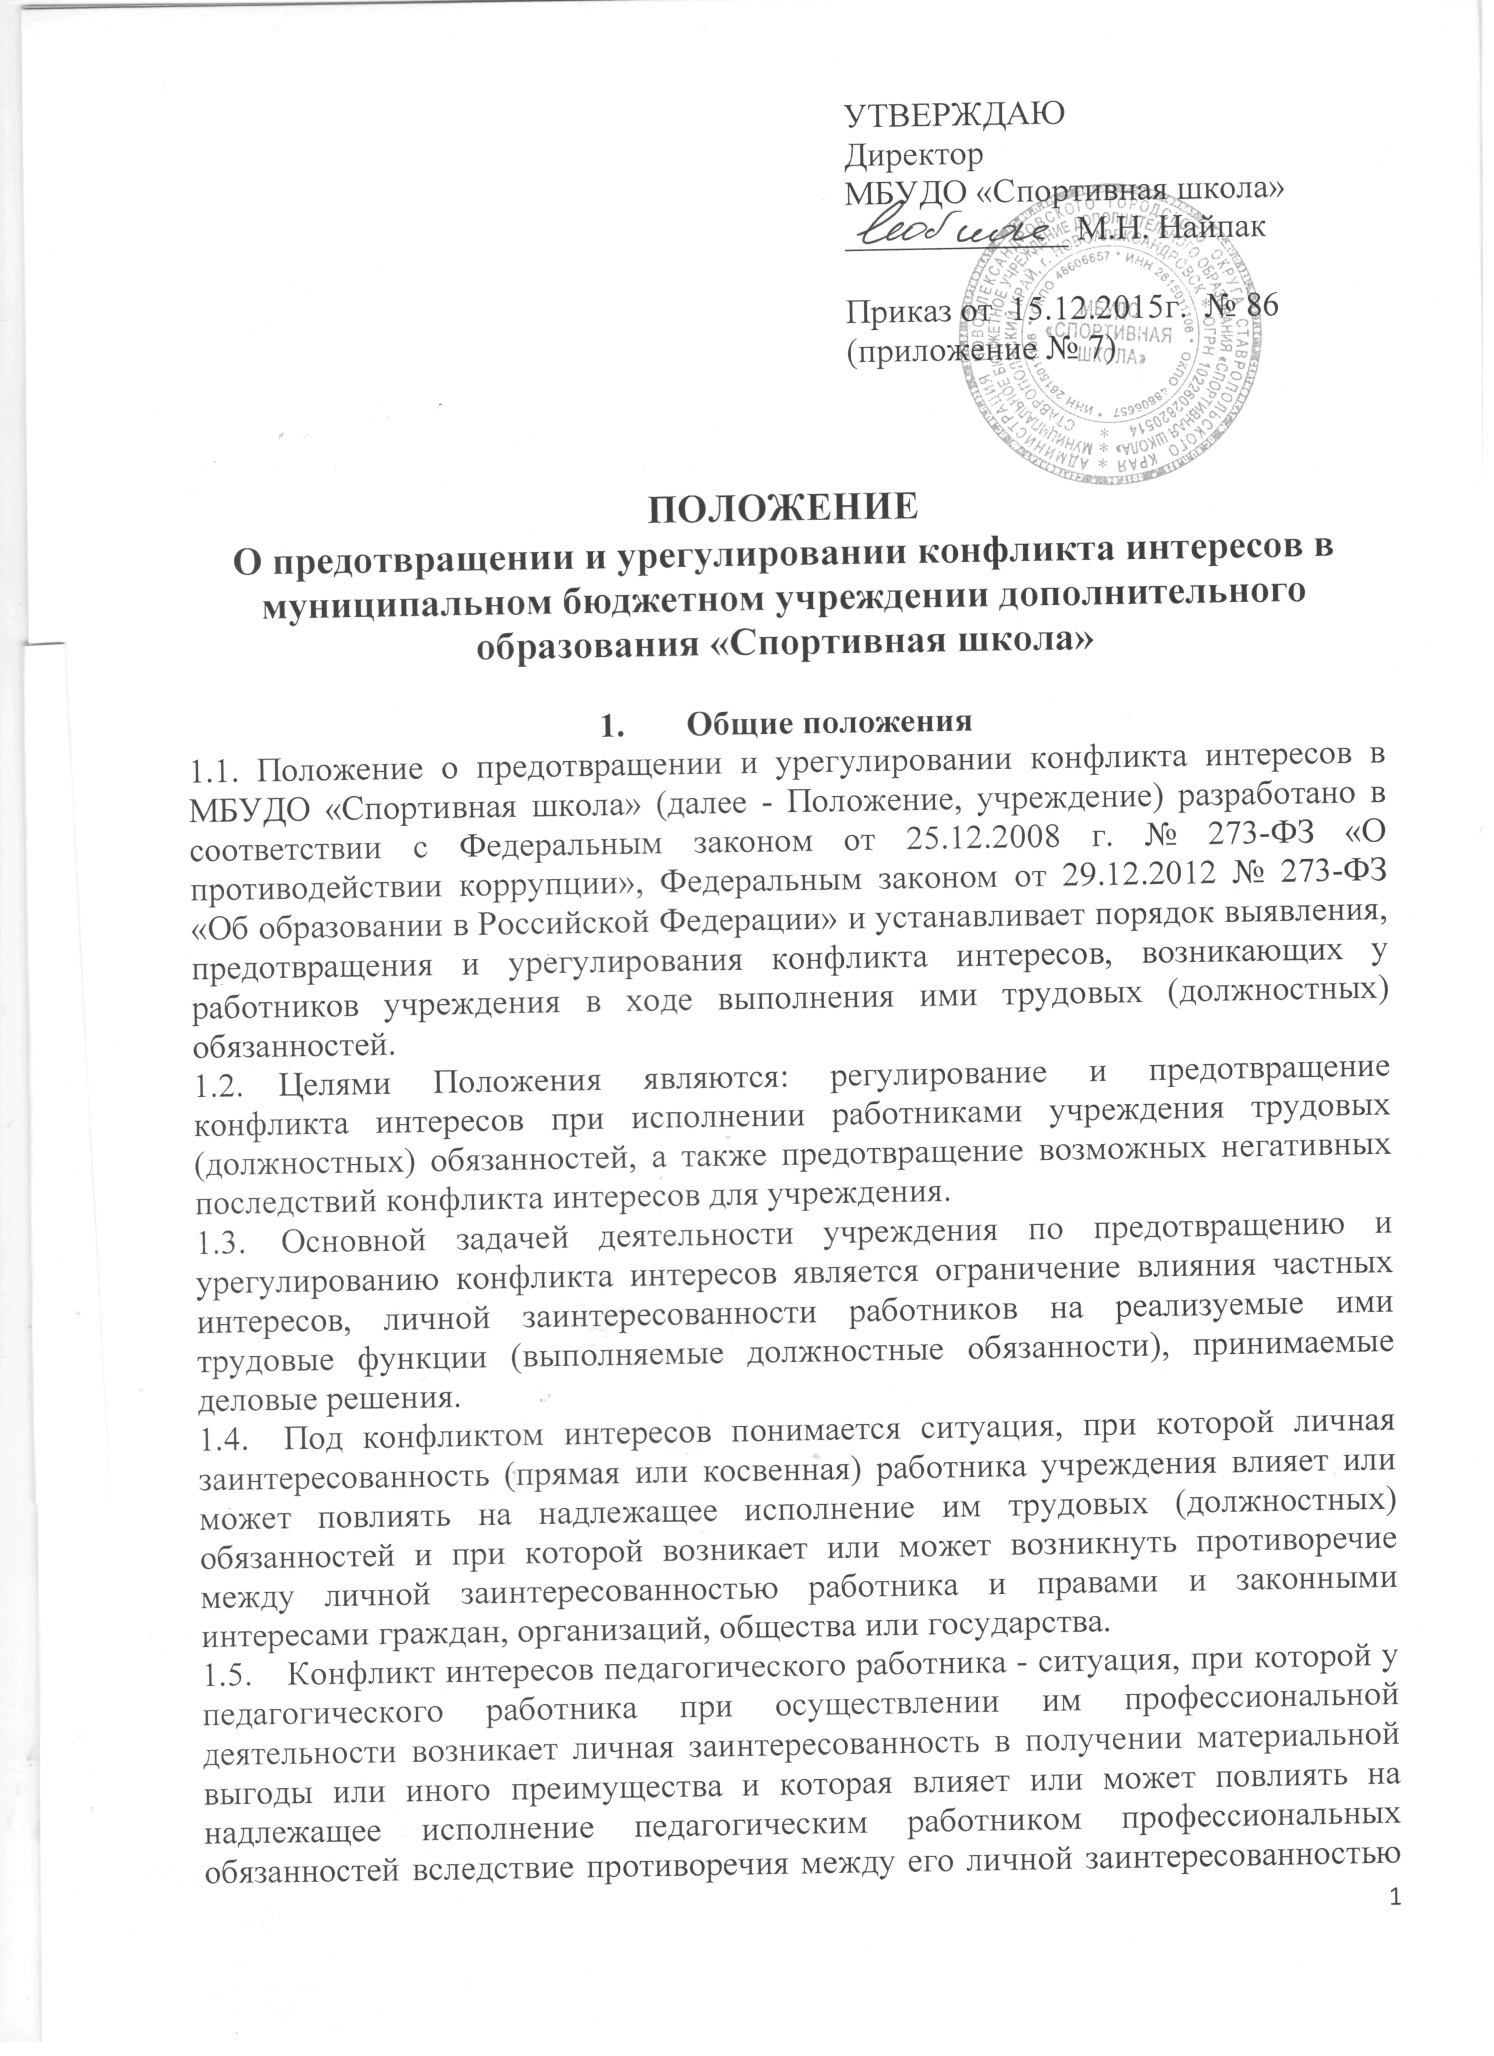 УТВЕРЖДАЮ
Директор
МБУДО «Спортивная школа»
М.Н. Найпак
Приказ от 15.12.2015г. № 86
(приложение № 7)
МБУДО
«СПОРТИВНАЯ
ШКОЛА»
ПОЛОЖЕНИЕ
О предотвращении и урегулировании конфликта интересов в
муниципальном бюджетном учреждении дополнительного
образования «Спортивная школа»
1. Общие положения
1.1. Положение о предотвращении и урегулировании конфликта интересов в
МБУДО «Спортивная школа» (далее - Положение, учреждение) разработано в
соответствии с Федеральным законом от 25.12.2008 г. № 273-ФЗ «О
противодействии коррупции», Федеральным законом от 29.12.2012 № 273-ФЗ
«Об образовании в Российской Федерации» и устанавливает порядок выявления,
предотвращения и урегулирования конфликта интересов, возникающих у
работников учреждения в ходе выполнения ими трудовых (должностных)
обязанностей.
1.2. Целями Положения являются: регулирование и предотвращение
конфликта интересов при исполнении работниками учреждения трудовых
(должностных) обязанностей, а также предотвращение возможных негативных
последствий конфликта интересов для учреждения.
1.3. Основной задачей деятельности учреждения по предотвращению и
урегулированию конфликта интересов является ограничение влияния частных
интересов, личной заинтересованности работников на реализуемые ими
трудовые функции (выполняемые должностные обязанности), принимаемые
деловые решения.
1.4. Под конфликтом интересов понимается ситуация, при которой личная
заинтересованность (прямая или косвенная) работника учреждения влияет или
может повлиять на надлежащее исполнение им трудовых (должностных)
обязанностей и при которой возникает или может возникнуть противоречие
между личной заинтересованностью работника и правами и законными
интересами граждан, организаций, общества или государства.
1.5. Конфликт интересов педагогического работника - ситуация, при которой у
педагогического работника при осуществлении им профессиональной
деятельности возникает личная заинтересованность в получении материальной
выгоды или иного преимущества и которая влияет или может повлиять на
надлежащее исполнение педагогическим работником профессиональных
обязанностей вследствие противоречия между его личной заинтересованностью
1